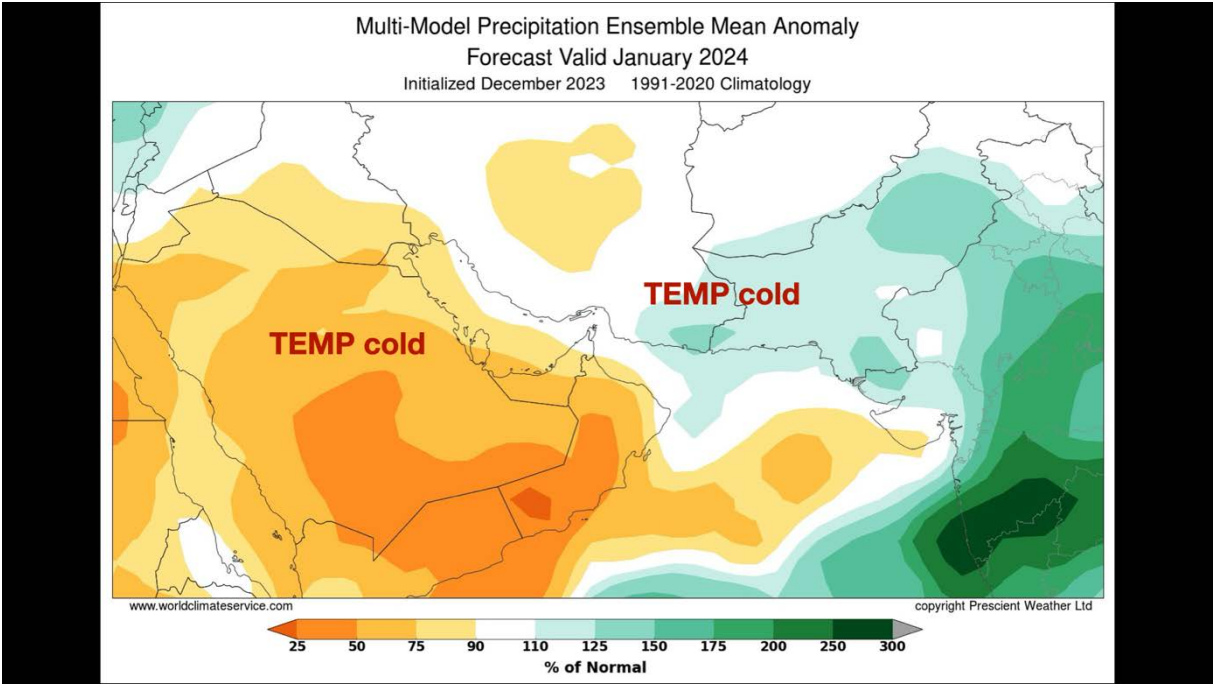 Multi-Model Precipitation Ensemble Mean Anomaly
Forecast Valid January 2024
Initialized December 2023 1991-2020 Climatology
TEMP cold
TEMP cold
www.worldclimateservice.com
copyright Prescient Weather Ltd
25 50 75 90 110 125 150 175 200 250 300
% of Normal